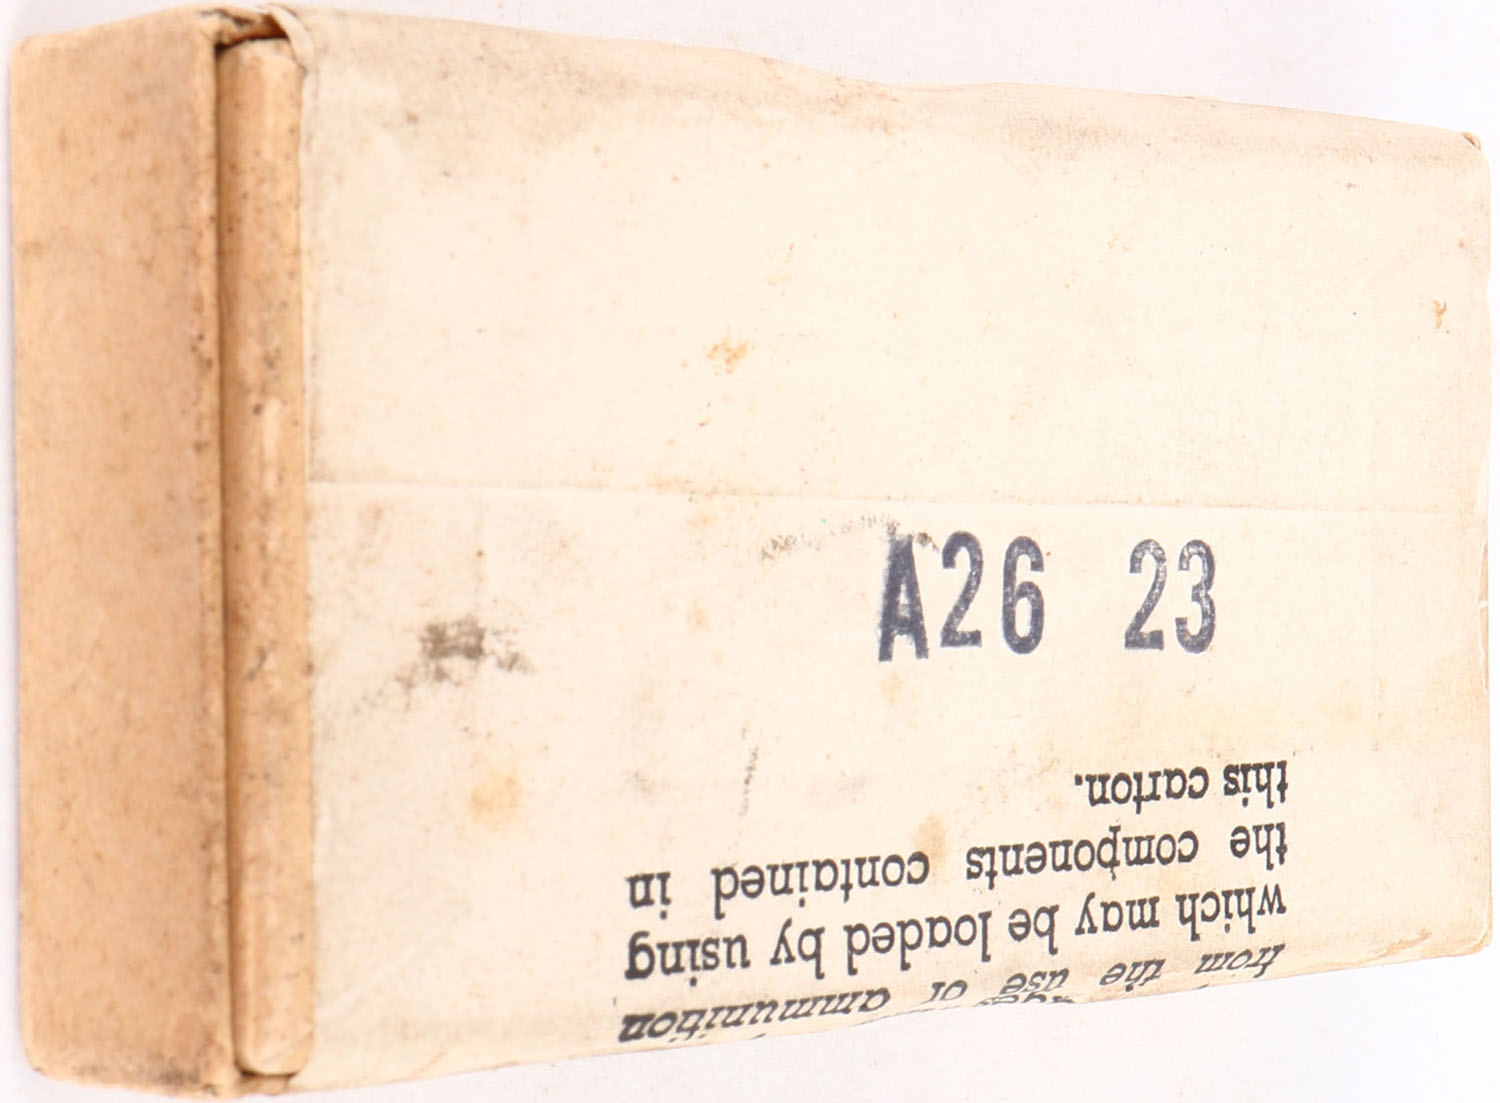 A26 23
from the use of ammunition
which may be loaded by using
the components contained in
this carton.